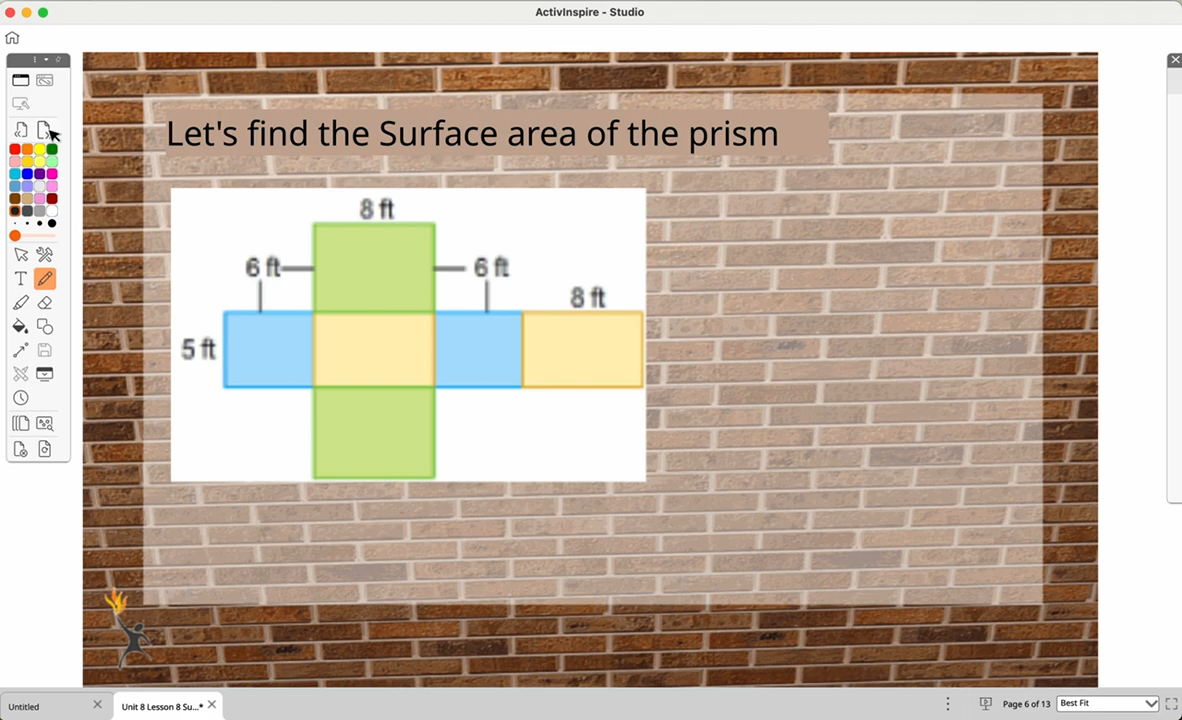 ActivInspire - Studio
Let's find the Surface area of the prism
8 ft
6 ft
6 ft
8 ft
5 ft
T
Untitled
Unit 8 Lesson 8 Su...*
Page 6 of 13
Best Fit